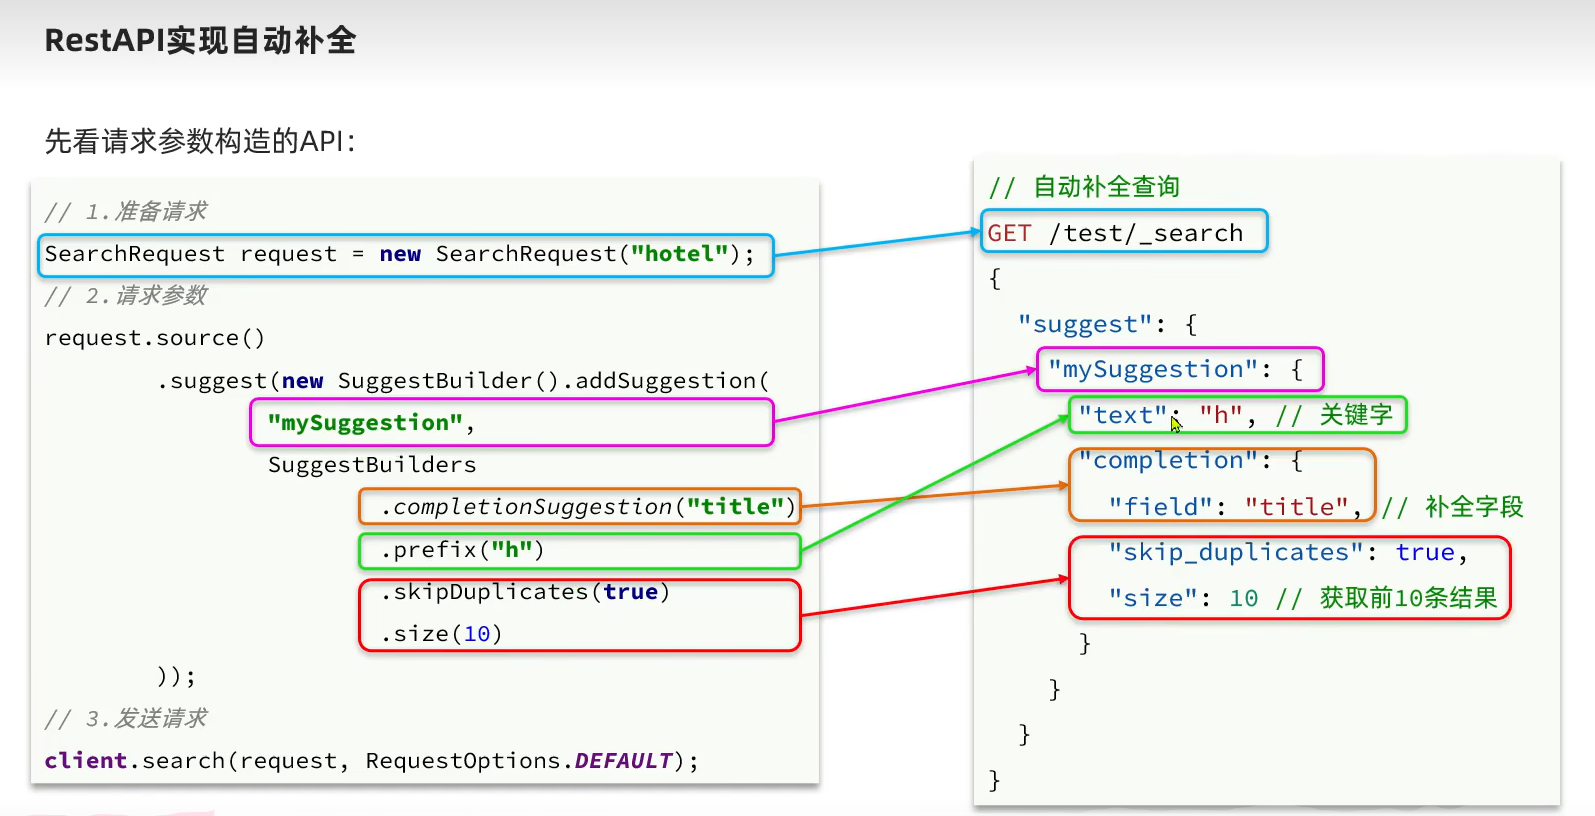 RestAPI实现自动补全
先看请求参数构造的API：
// 1.准备请求
SearchRequest request = new SearchRequest("hotel");
// 2.请求参数
request.source()
.suggest(new SuggestBuilder().addSuggestion(
"mySuggestion",
SuggestBuilders
.completionSuggestion("title")
.prefix("h")
.skipDuplicates(true)
.size(10)
));
// 3.发送请求
client.search(request, RequestOptions.DEFAULT);
// 自动补全查询
GET /test/_search
{
"suggest": {
"mySuggestion": {
"text": "h", // 关键字
"completion": {
"field": "title", // 补全字段
"skip_duplicates": true,
"size": 10 // 获取前10条结果
}
}
}
}